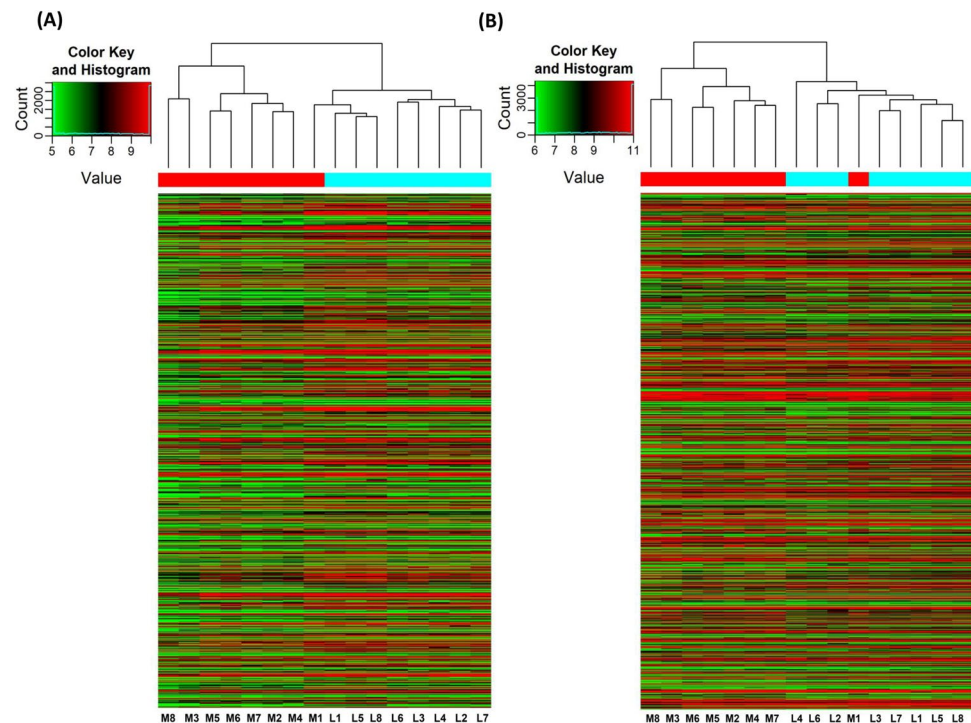 (A)
Color Key
and Histogram
Count
0 1000 2000
5 6 7 8 9
Value
M8 M3 M5 M6 M7 M2 M4 M1 L1 L5 L8 L6 L3 L4 L2 L7
(B)
Color Key
and Histogram
Count
0 1000 3000
6 7 8 9 11
Value
M8 M3 M6 M5 M2 M4 M7 L4 L6 L2 M1 L3 L7 L1 L5 L8